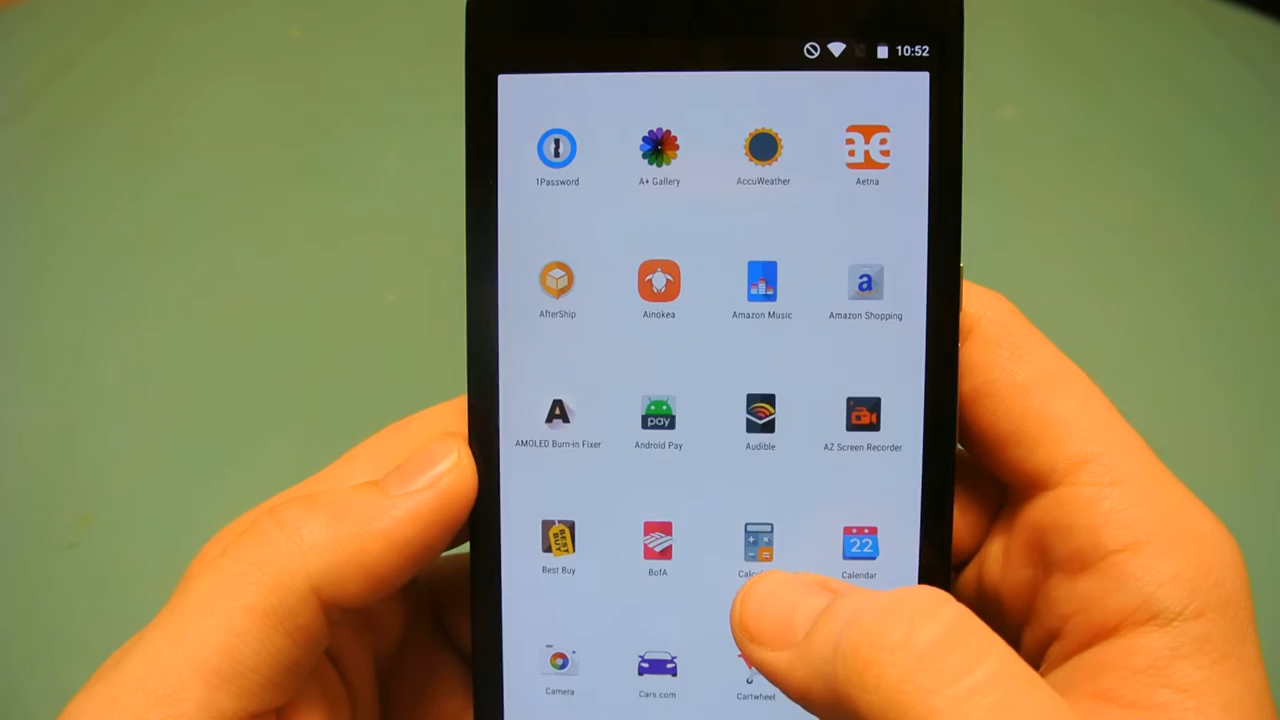 10:52
1Password
A+ Gallery
AccuWeather
Aetna
ae
AfterShip
Ainokea
Amazon Music
a
Amazon Shopping
A
AMOLED Burn-in Fixer
pay
Android Pay
Audible
AZ Screen Recorder
BEST
BUY
Best Buy
BofA
22
Calendar
Camera
Cars.com
Cartwheel